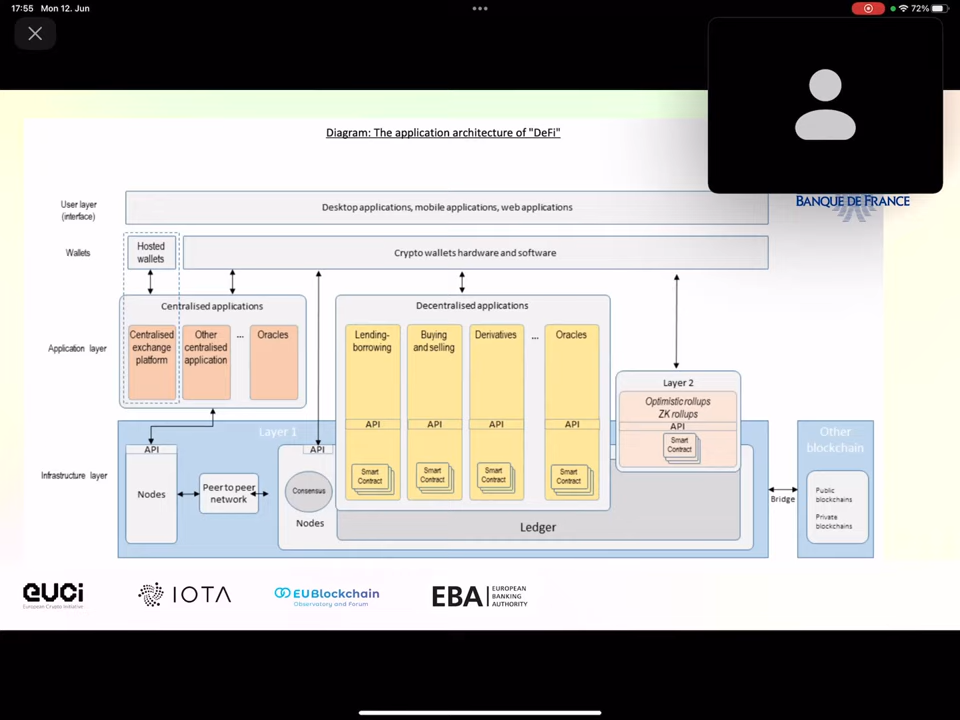 17:55 Mon 12. Jun
72%
Diagram: The application architecture of "DeFi"
BANQUE DE FRANCE
User layer
(interface)
Desktop applications, mobile applications, web applications
Wallets
Hosted
wallets
Crypto wallets hardware and software
Application layer
Centralised applications
Centralised
exchange
platform
Other
centralised
application
...
Oracles
Decentralised applications
Lending-
borrowing
Buying
and selling
Derivatives
...
Oracles
API
API
API
API
Smart
Contract
Smart
Contract
Smart
Contract
Smart
Contract
Layer 2
Optimistic rollups
ZK rollups
API
Smart
Contract
Infrastructure layer
Layer 1
API
Nodes
Peer to peer
network
API
Consensus
Nodes
Ledger
Bridge
Other
blockchain
Public
blockchains
Private
blockchains
EUCi
European Crypto Initiative
IOTA
EUBlockchain
Observatory and Forum
EBA
EUROPEAN
BANKING
AUTHORITY